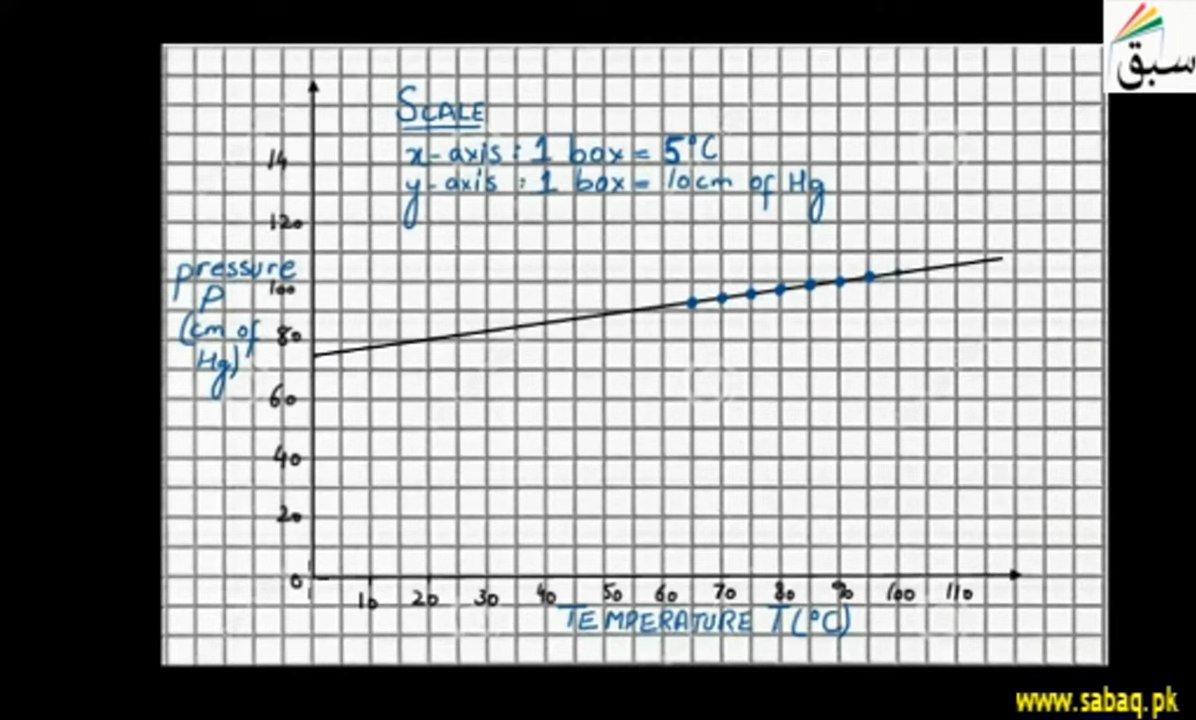 سبق
SCALE
x-axis : 1 box = 5°C
y-axis : 1 box = 10 cm of Hg
14
120
100
80
60
40
20
0
pressure
P
(cm of
Hg)
10 20 30 40 50 60 70 80 90 100 110
TEMPERATURE T(°C)
www.sabaq.pk